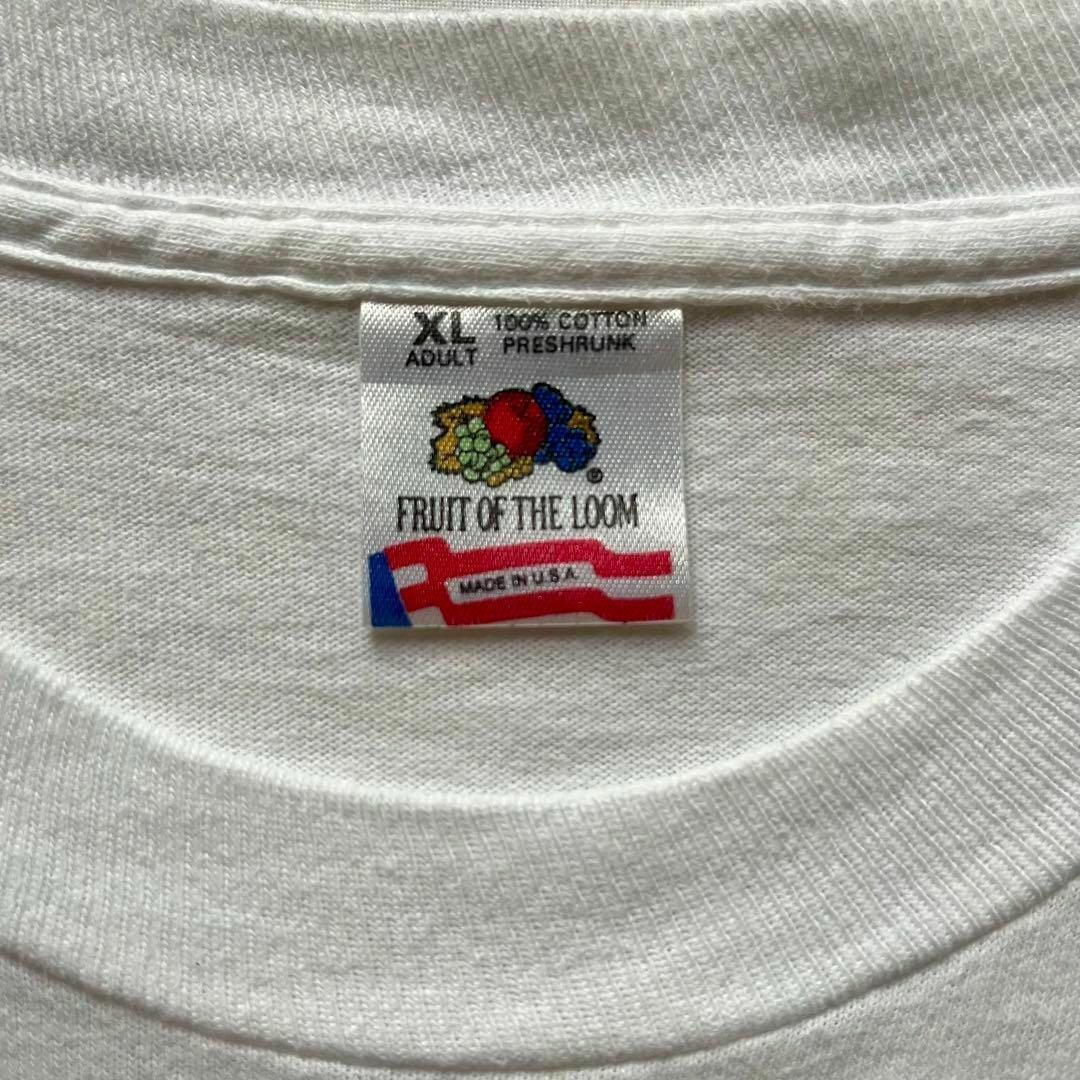 XL 100% COTTON
ADULT PRESHRUNK
®
FRUIT OF THE LOOM
MADE IN U.S.A.